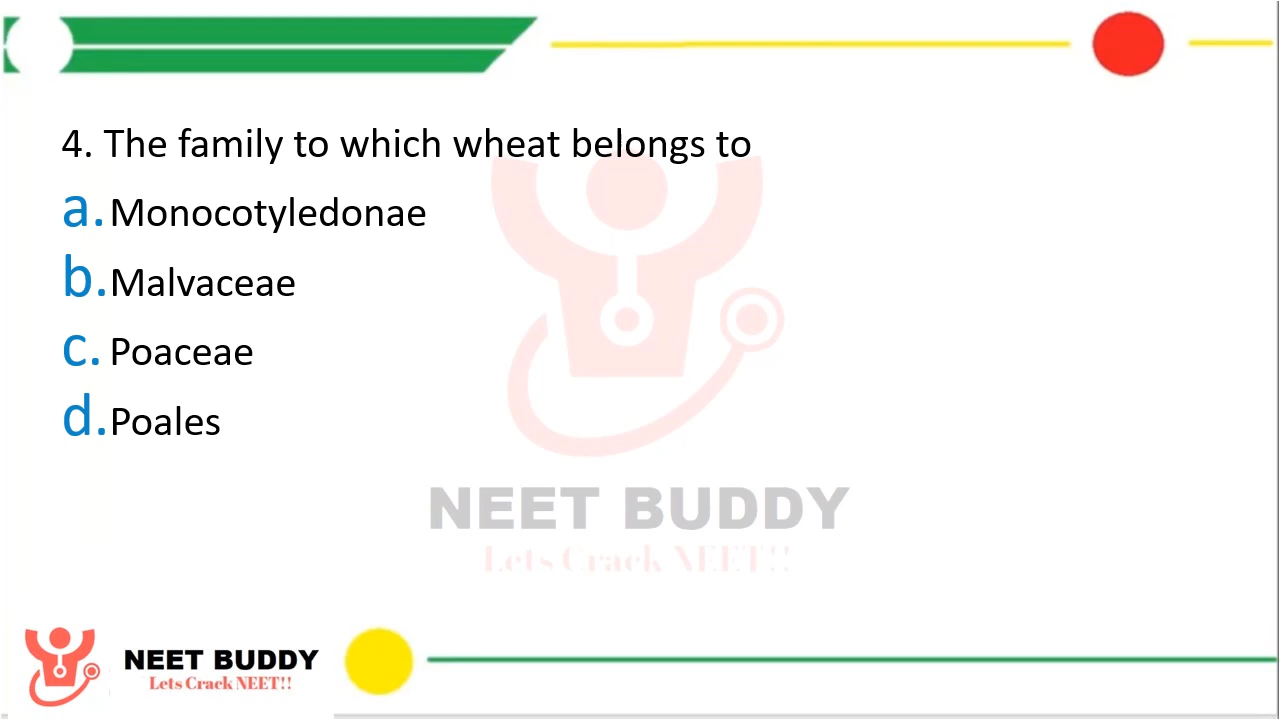 4. The family to which wheat belongs to
a. Monocotyledonae
b. Malvaceae
c. Poaceae
d. Poales
NEET BUDDY
Lets Crack NEET!!
NEET BUDDY
Lets Crack NEET!!